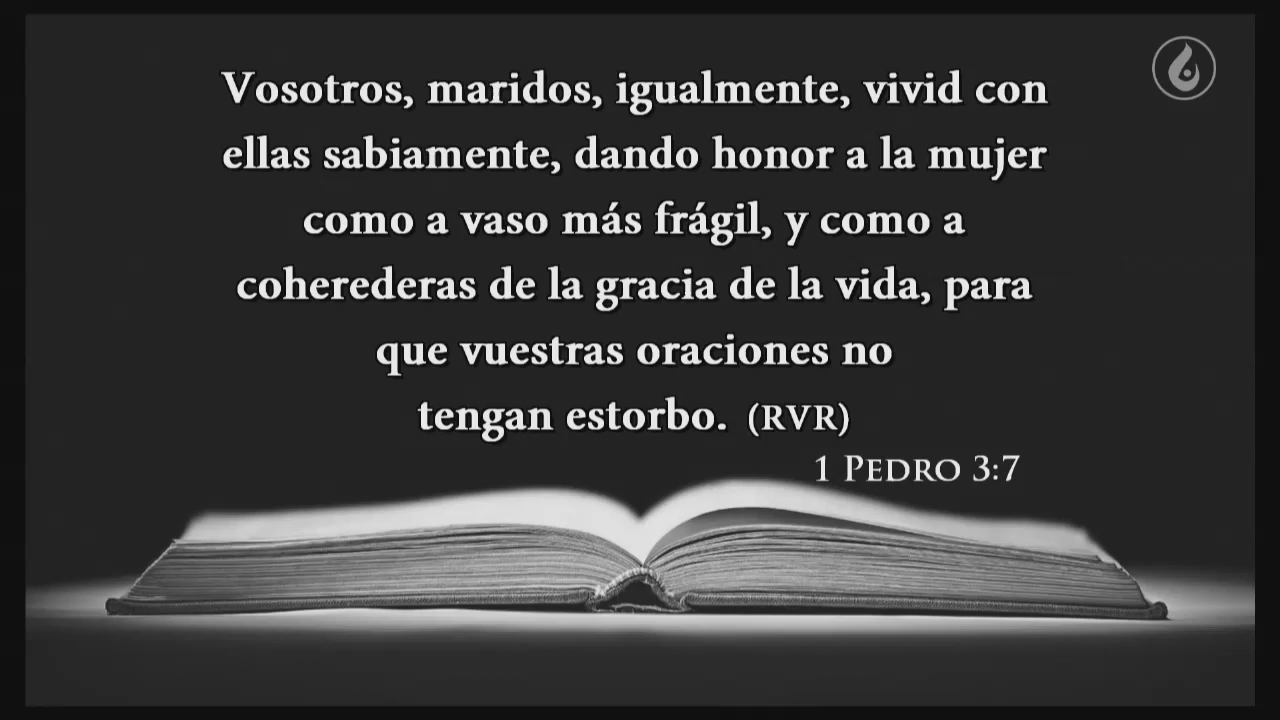 Vosotros, maridos, igualmente, vivid con
ellas sabiamente, dando honor a la mujer
como a vaso más frágil, y como a
coherederas de la gracia de la vida, para
que vuestras oraciones no
tengan estorbo. (RVR)
1 PEDRO 3:7